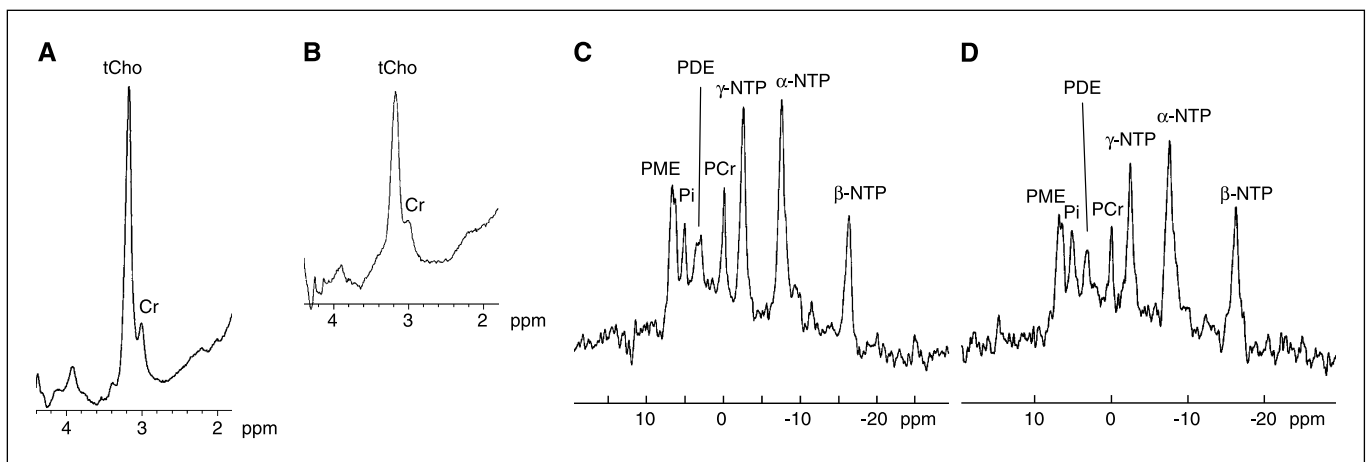 A
tCho
Cr
4 3 2 ppm
B
tCho
Cr
4 3 2 ppm
C
PDE
γ-NTP α-NTP
PME Pi PCr
β-NTP
10 0 -10 -20 ppm
D
PDE
α-NTP
γ-NTP
PME Pi PCr β-NTP
10 0 -10 -20 ppm